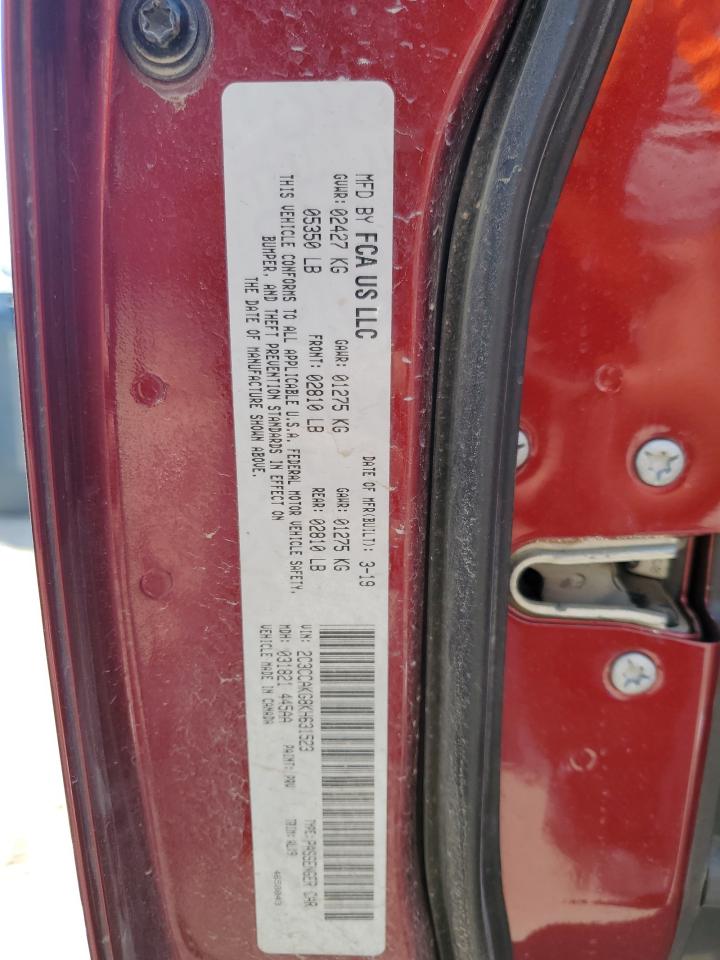 MFD BY FCA US LLC
DATE OF MFR(BUILT): 3-19
GVWR: 02427 KG GAWR: 01275 KG GAWR: 01275 KG
05350 LB FRONT: 02810 LB REAR: 02810 LB
THIS VEHICLE CONFORMS TO ALL APPLICABLE U.S.A. FEDERAL MOTOR VEHICLE SAFETY,
BUMPER, AND THEFT PREVENTION STANDARDS IN EFFECT ON
THE DATE OF MANUFACTURE SHOWN ABOVE.
VIN: 2C3CCAKG8KH631523 TYPE: PASSENGER CAR
MDH: 031821 445AA PAINT: PRV TRIM: ALX9
VEHICLE MADE IN CANADA